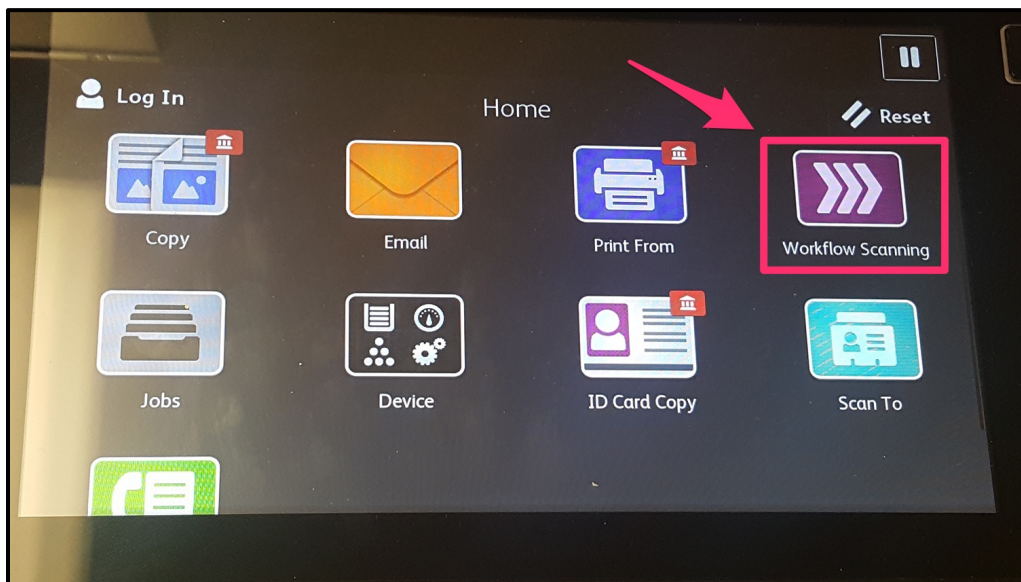 Log In
Home
Reset
Copy
Email
Print From
Workflow Scanning
Jobs
Device
ID Card Copy
Scan To